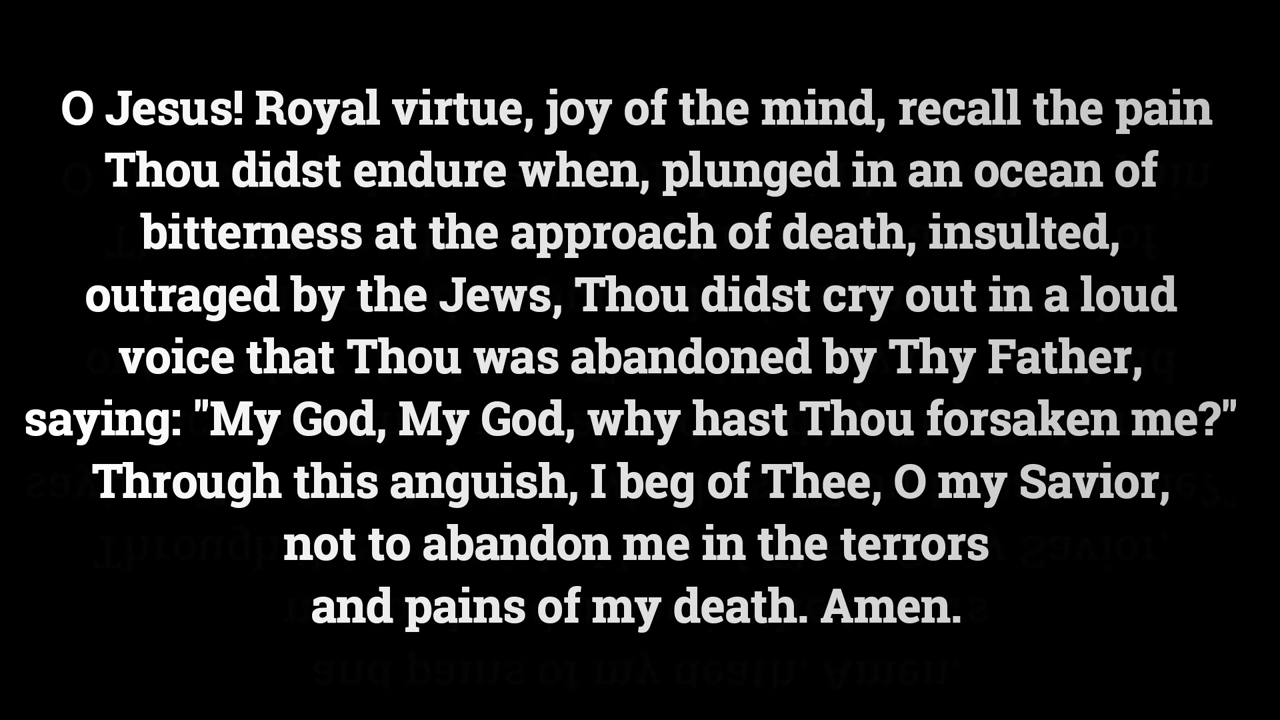 O Jesus! Royal virtue, joy of the mind, recall the pain
Thou didst endure when, plunged in an ocean of
bitterness at the approach of death, insulted,
outraged by the Jews, Thou didst cry out in a loud
voice that Thou was abandoned by Thy Father,
saying: "My God, My God, why hast Thou forsaken me?"
Through this anguish, I beg of Thee, O my Savior,
not to abandon me in the terrors
and pains of my death. Amen.